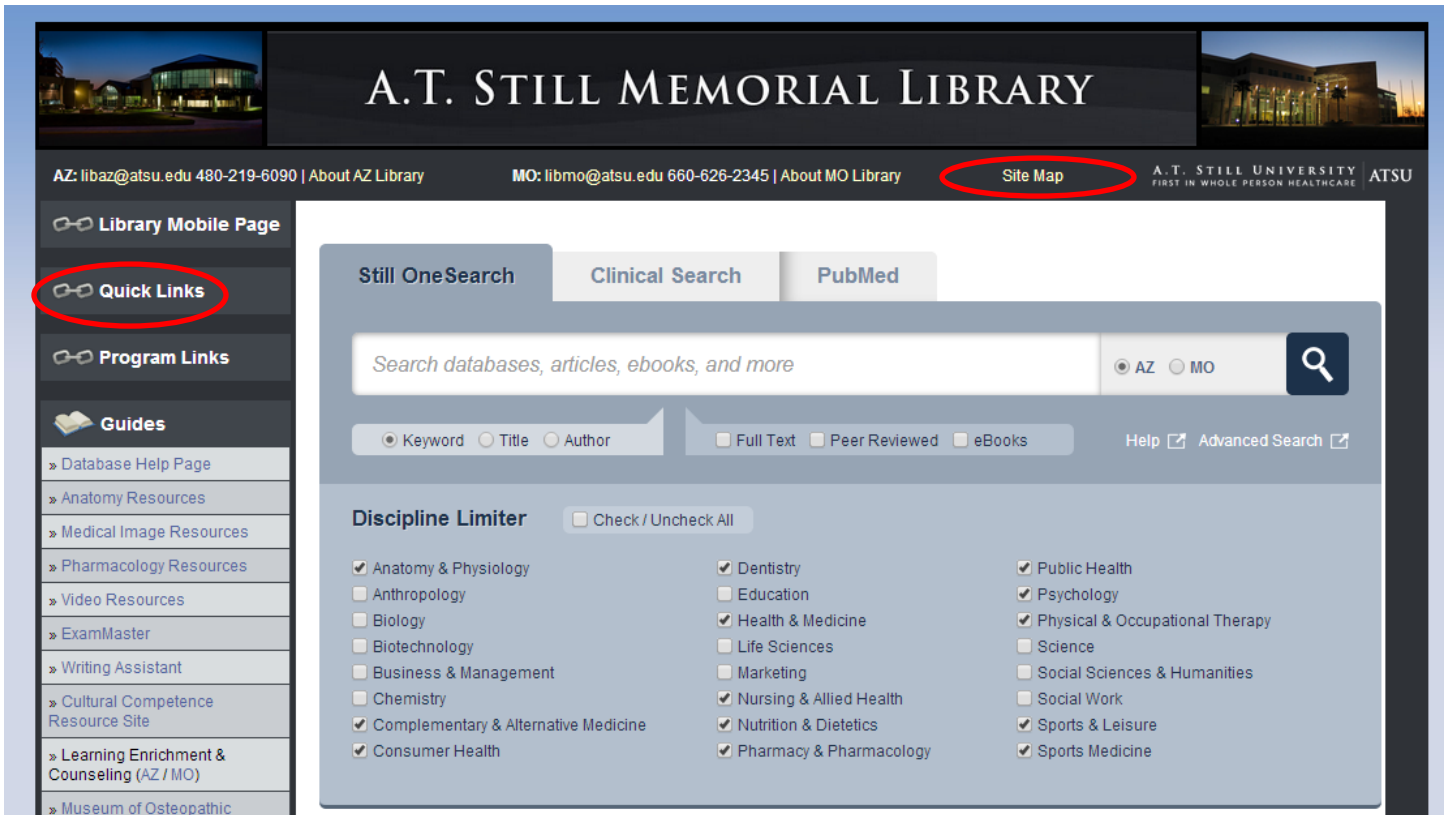 A.T. STILL MEMORIAL LIBRARY
AZ: libaz@atsu.edu 480-219-6090 | About AZ Library
MO: libmo@atsu.edu 660-626-2345 | About MO Library
Site Map
A.T. STILL UNIVERSITY
FIRST IN WHOLE PERSON HEALTHCARE
ATSU
Library Mobile Page
Quick Links
Program Links
Guides
» Database Help Page
» Anatomy Resources
» Medical Image Resources
» Pharmacology Resources
» Video Resources
» ExamMaster
» Writing Assistant
» Cultural Competence
Resource Site
» Learning Enrichment &
Counseling (AZ / MO)
» Museum of Osteopathic
Still OneSearch
Clinical Search
PubMed
Search databases, articles, ebooks, and more
AZ MO
Keyword Title Author
Full Text Peer Reviewed eBooks
Help Advanced Search
Discipline Limiter
Check / Uncheck All
Anatomy & Physiology
Anthropology
Biology
Biotechnology
Business & Management
Chemistry
Complementary & Alternative Medicine
Consumer Health
Dentistry
Education
Health & Medicine
Life Sciences
Marketing
Nursing & Allied Health
Nutrition & Dietetics
Pharmacy & Pharmacology
Public Health
Psychology
Physical & Occupational Therapy
Science
Social Sciences & Humanities
Social Work
Sports & Leisure
Sports Medicine